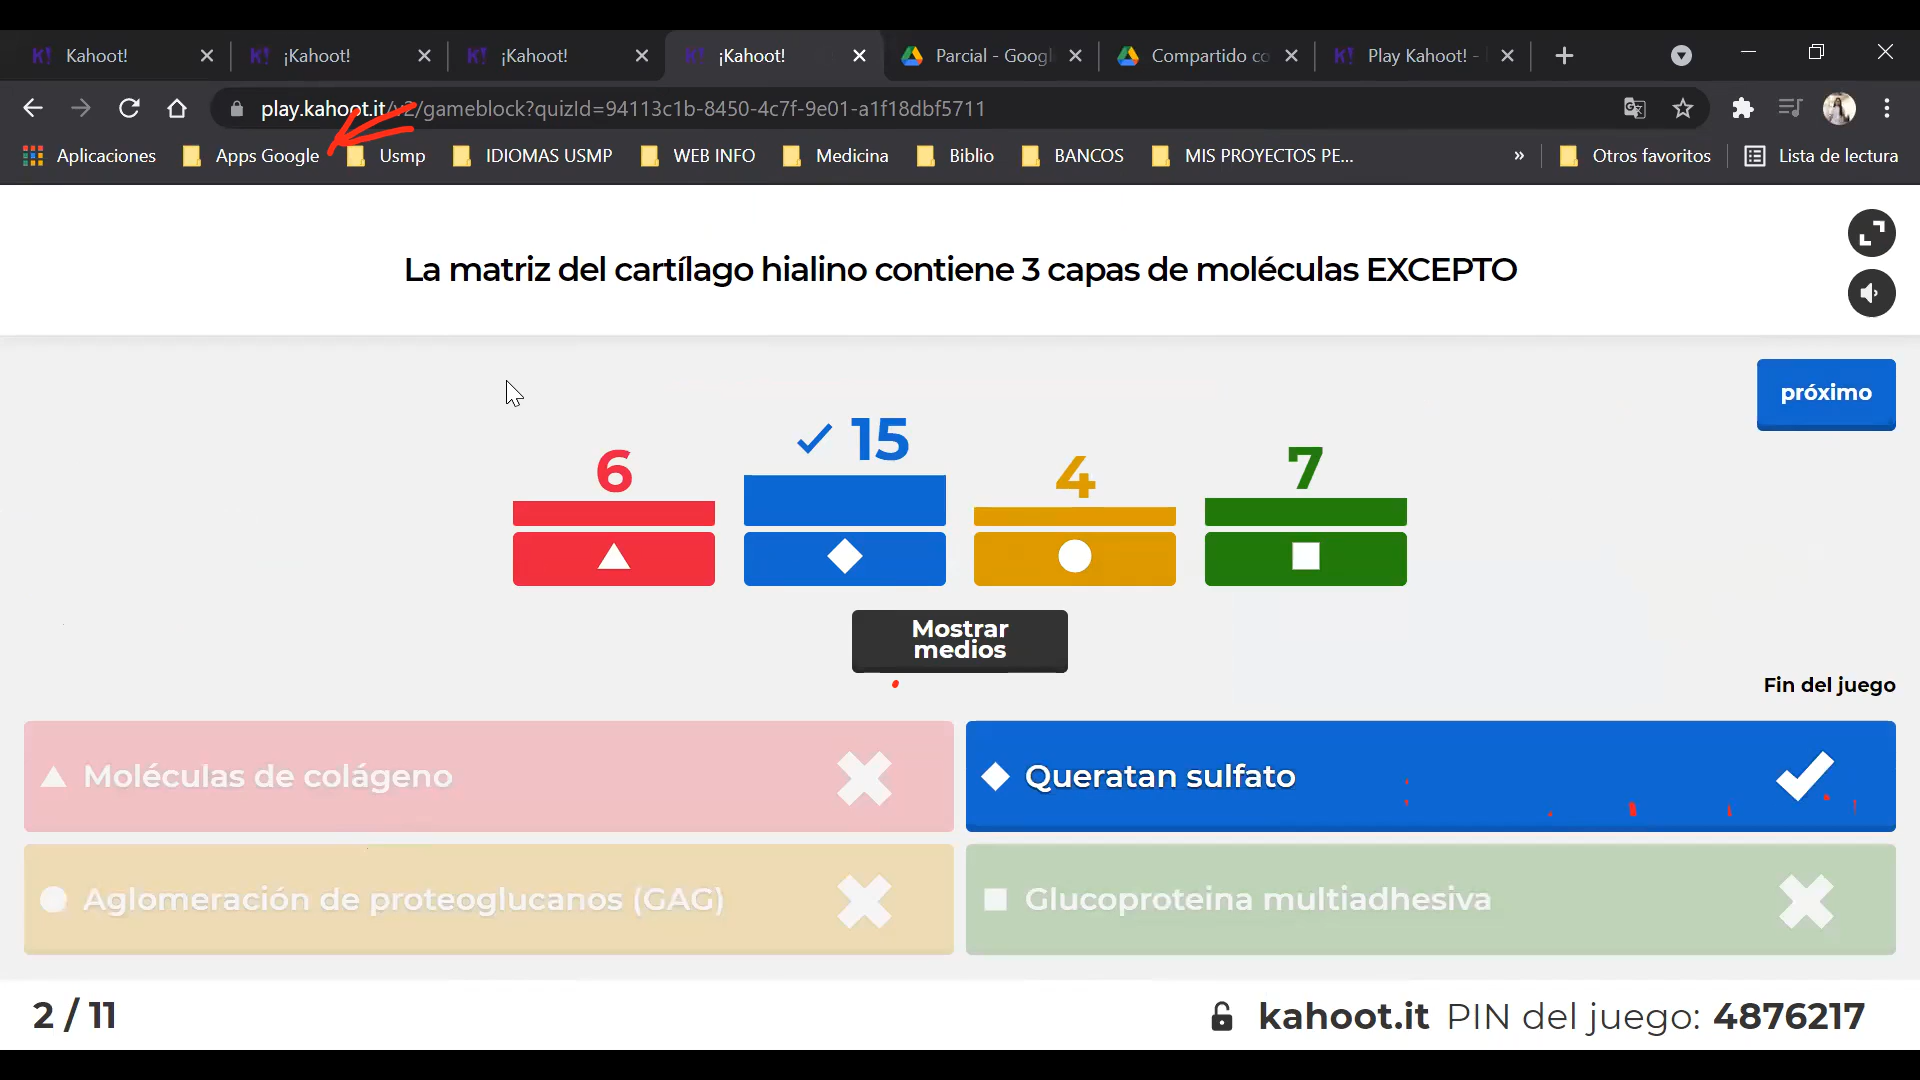 Kahoot!
¡Kahoot!
¡Kahoot!
¡Kahoot!
Parcial - Googl
Compartido co
Play Kahoot! -
play.kahoot.it/v2/gameblock?quizId=94113c1b-8450-4c7f-9e01-a1f18dbf5711
Aplicaciones
Apps Google
Usmp
IDIOMAS USMP
WEB INFO
Medicina
Biblio
BANCOS
MIS PROYECTOS PE...
»
Otros favoritos
Lista de lectura
La matriz del cartílago hialino contiene 3 capas de moléculas EXCEPTO
próximo
6
15
4
7
Mostrar
medios
Fin del juego
Moléculas de colágeno
Queratan sulfato
Aglomeración de proteoglucanos (GAG)
Glucoproteina multiadhesiva
2 / 11
kahoot.it PIN del juego: 4876217